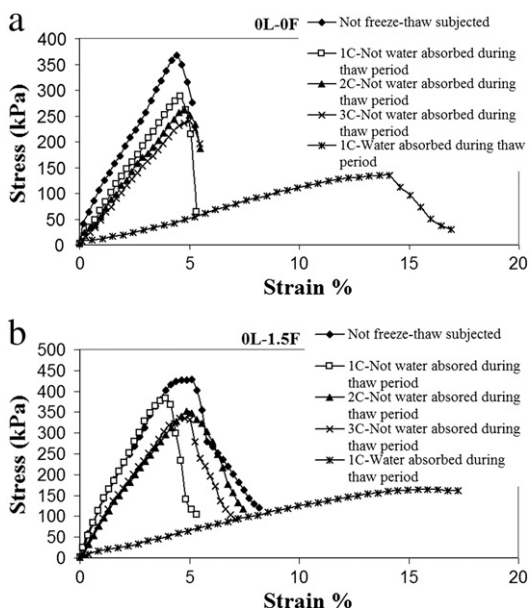 a
0L-0F
Not freeze-thaw subjected
1C-Not water absorbed during
thaw period
2C-Not water absorbed during
thaw period
3C-Not water absorbed during
thaw period
1C-Water absorbed during thaw
period
Stress (kPa)
400
350
300
250
200
150
100
50
0
0
5
10
15
20
Strain %
b
0L-1.5F
Not freeze-thaw subjected
1C-Not water absored during
thaw period
2C-Not water absored during
thaw period
3C-Not water absored during
thaw period
1C-Water absorbed during
thaw period
Stress (kPa)
500
450
400
350
300
250
200
150
100
50
0
0
5
10
15
20
Strain %